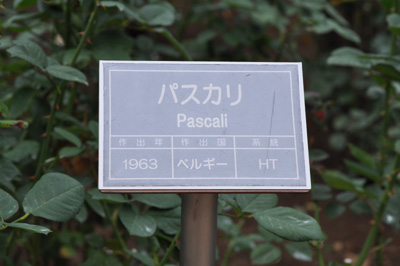 パスカリ
Pascali
作出年 作出国 系統
1963 ベルギー HT